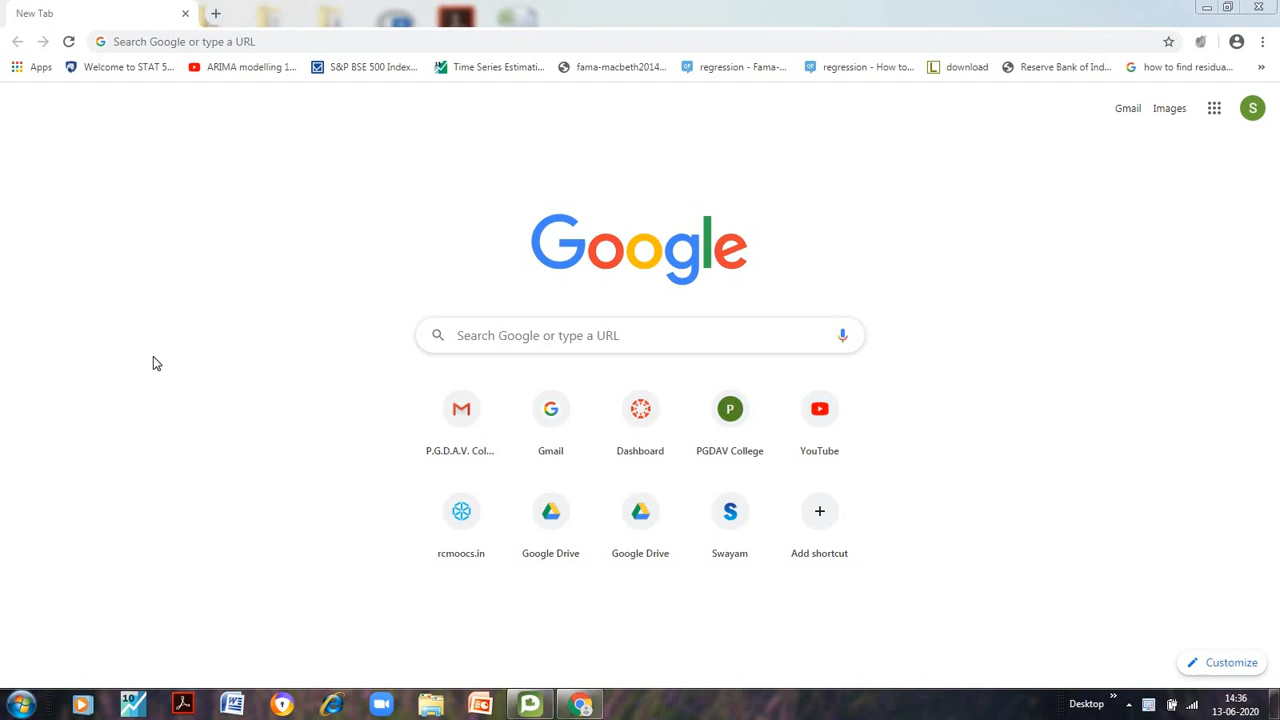 New Tab
Search Google or type a URL
Apps Welcome to STAT 5... ARIMA modelling 1... S&P BSE 500 Index... Time Series Estimati... fama-macbeth2014... regression - Fama-... regression - How to... download Reserve Bank of Ind... how to find residua... »
Gmail Images S
Google
Search Google or type a URL
P
P.G.D.A.V. Col... Gmail Dashboard PGDAV College YouTube
rcmoocs.in Google Drive Google Drive Swayam Add shortcut
Customize
10
Desktop
14:36
13-06-2020